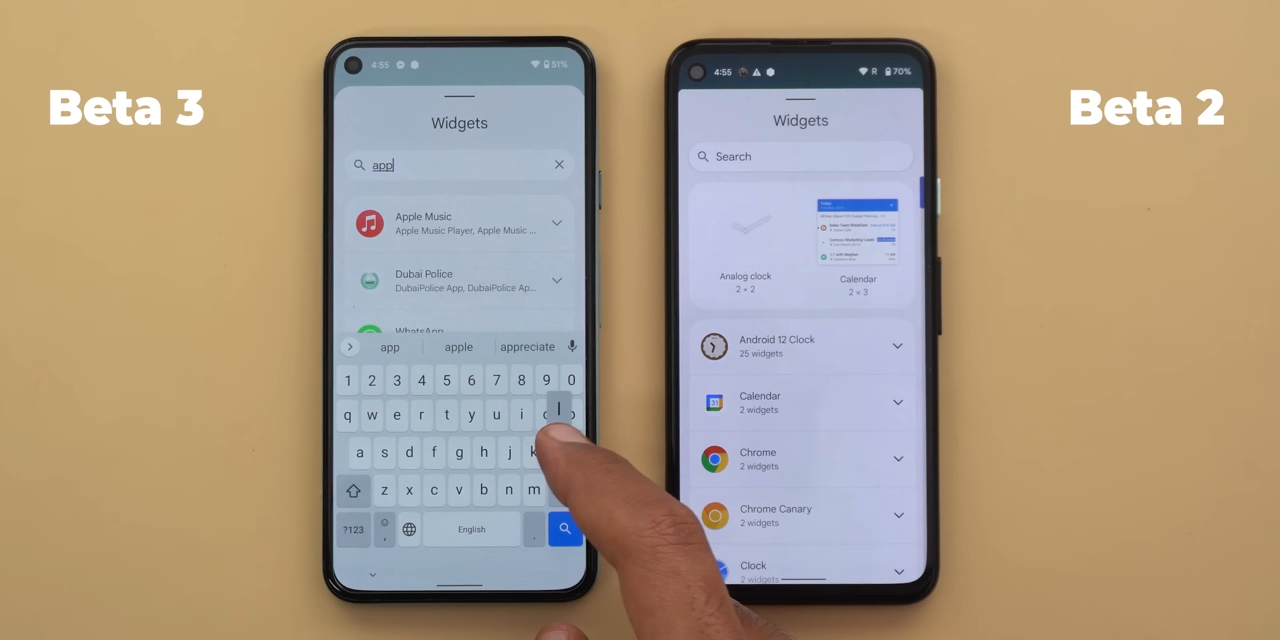 Beta 3
Beta 2
4:55
51%
Widgets
app
Apple Music
Apple Music Player, Apple Music ...
Dubai Police
DubaiPolice App, DubaiPolice Ap...
WhatsApp
app apple appreciate
1 2 3 4 5 6 7 8 9 0
q w e r t y u i
l
a s d f g h j k
z x c v b n m
?123 , English .
4:55
R 70%
Widgets
Search
Analog clock
2 × 2
Today
Calendar
2 × 3
Android 12 Clock
25 widgets
31
Calendar
2 widgets
Chrome
2 widgets
Chrome Canary
2 widgets
Clock
2 widgets